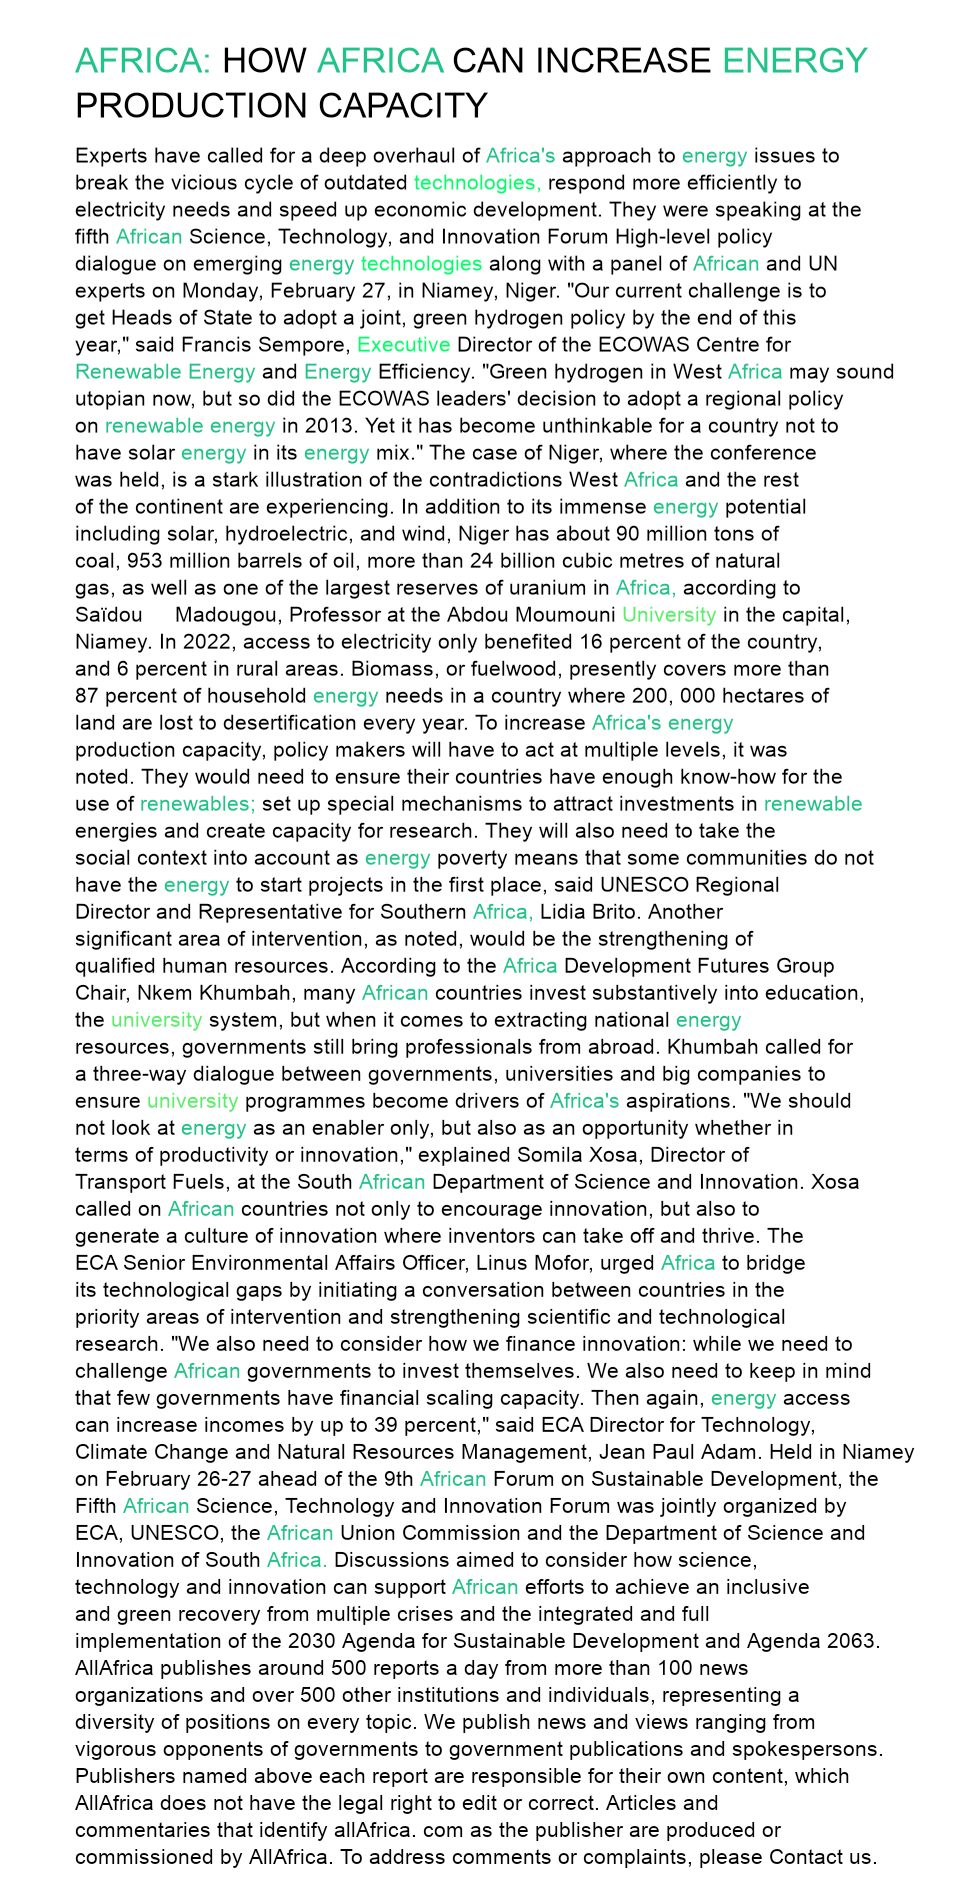 AFRICA: HOW AFRICA CAN INCREASE ENERGY
PRODUCTION CAPACITY
Experts have called for a deep overhaul of Africa's approach to energy issues to
break the vicious cycle of outdated technologies, respond more efficiently to
electricity needs and speed up economic development. They were speaking at the
fifth African Science, Technology, and Innovation Forum High-level policy
dialogue on emerging energy technologies along with a panel of African and UN
experts on Monday, February 27, in Niamey, Niger. "Our current challenge is to
get Heads of State to adopt a joint, green hydrogen policy by the end of this
year," said Francis Sempore, Executive Director of the ECOWAS Centre for
Renewable Energy and Energy Efficiency. "Green hydrogen in West Africa may sound
utopian now, but so did the ECOWAS leaders' decision to adopt a regional policy
on renewable energy in 2013. Yet it has become unthinkable for a country not to
have solar energy in its energy mix." The case of Niger, where the conference
was held, is a stark illustration of the contradictions West Africa and the rest
of the continent are experiencing. In addition to its immense energy potential
including solar, hydroelectric, and wind, Niger has about 90 million tons of
coal, 953 million barrels of oil, more than 24 billion cubic metres of natural
gas, as well as one of the largest reserves of uranium in Africa, according to
Saïdou Madougou, Professor at the Abdou Moumouni University in the capital,
Niamey. In 2022, access to electricity only benefited 16 percent of the country,
and 6 percent in rural areas. Biomass, or fuelwood, presently covers more than
87 percent of household energy needs in a country where 200, 000 hectares of
land are lost to desertification every year. To increase Africa's energy
production capacity, policy makers will have to act at multiple levels, it was
noted. They would need to ensure their countries have enough know-how for the
use of renewables; set up special mechanisms to attract investments in renewable
energies and create capacity for research. They will also need to take the
social context into account as energy poverty means that some communities do not
have the energy to start projects in the first place, said UNESCO Regional
Director and Representative for Southern Africa, Lidia Brito. Another
significant area of intervention, as noted, would be the strengthening of
qualified human resources. According to the Africa Development Futures Group
Chair, Nkem Khumbah, many African countries invest substantively into education,
the university system, but when it comes to extracting national energy
resources, governments still bring professionals from abroad. Khumbah called for
a three-way dialogue between governments, universities and big companies to
ensure university programmes become drivers of Africa's aspirations. "We should
not look at energy as an enabler only, but also as an opportunity whether in
terms of productivity or innovation," explained Somila Xosa, Director of
Transport Fuels, at the South African Department of Science and Innovation. Xosa
called on African countries not only to encourage innovation, but also to
generate a culture of innovation where inventors can take off and thrive. The
ECA Senior Environmental Affairs Officer, Linus Mofor, urged Africa to bridge
its technological gaps by initiating a conversation between countries in the
priority areas of intervention and strengthening scientific and technological
research. "We also need to consider how we finance innovation: while we need to
challenge African governments to invest themselves. We also need to keep in mind
that few governments have financial scaling capacity. Then again, energy access
can increase incomes by up to 39 percent," said ECA Director for Technology,
Climate Change and Natural Resources Management, Jean Paul Adam. Held in Niamey
on February 26-27 ahead of the 9th African Forum on Sustainable Development, the
Fifth African Science, Technology and Innovation Forum was jointly organized by
ECA, UNESCO, the African Union Commission and the Department of Science and
Innovation of South Africa. Discussions aimed to consider how science,
technology and innovation can support African efforts to achieve an inclusive
and green recovery from multiple crises and the integrated and full
implementation of the 2030 Agenda for Sustainable Development and Agenda 2063.
AllAfrica publishes around 500 reports a day from more than 100 news
organizations and over 500 other institutions and individuals, representing a
diversity of positions on every topic. We publish news and views ranging from
vigorous opponents of governments to government publications and spokespersons.
Publishers named above each report are responsible for their own content, which
AllAfrica does not have the legal right to edit or correct. Articles and
commentaries that identify allAfrica. com as the publisher are produced or
commissioned by AllAfrica. To address comments or complaints, please Contact us.